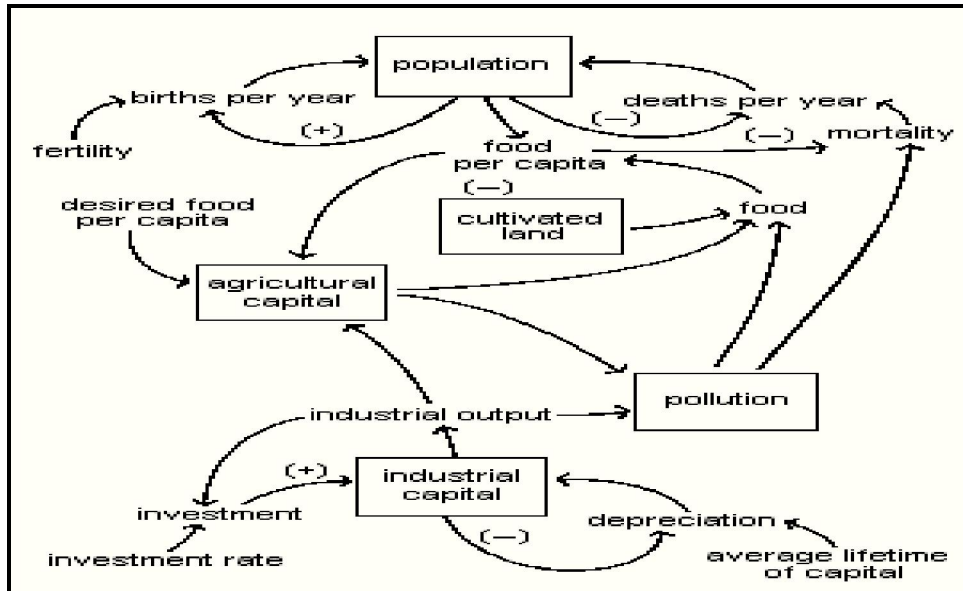 population
births per year
deaths per year
(+)
(—)
(—)
mortality
fertility
food
per capita
(—)
desired food
per capita
food
cultivated
land
agricultural
capital
pollution
industrial output
(+)
industrial
capital
investment
(—)
depreciation
investment rate
average lifetime
of capital